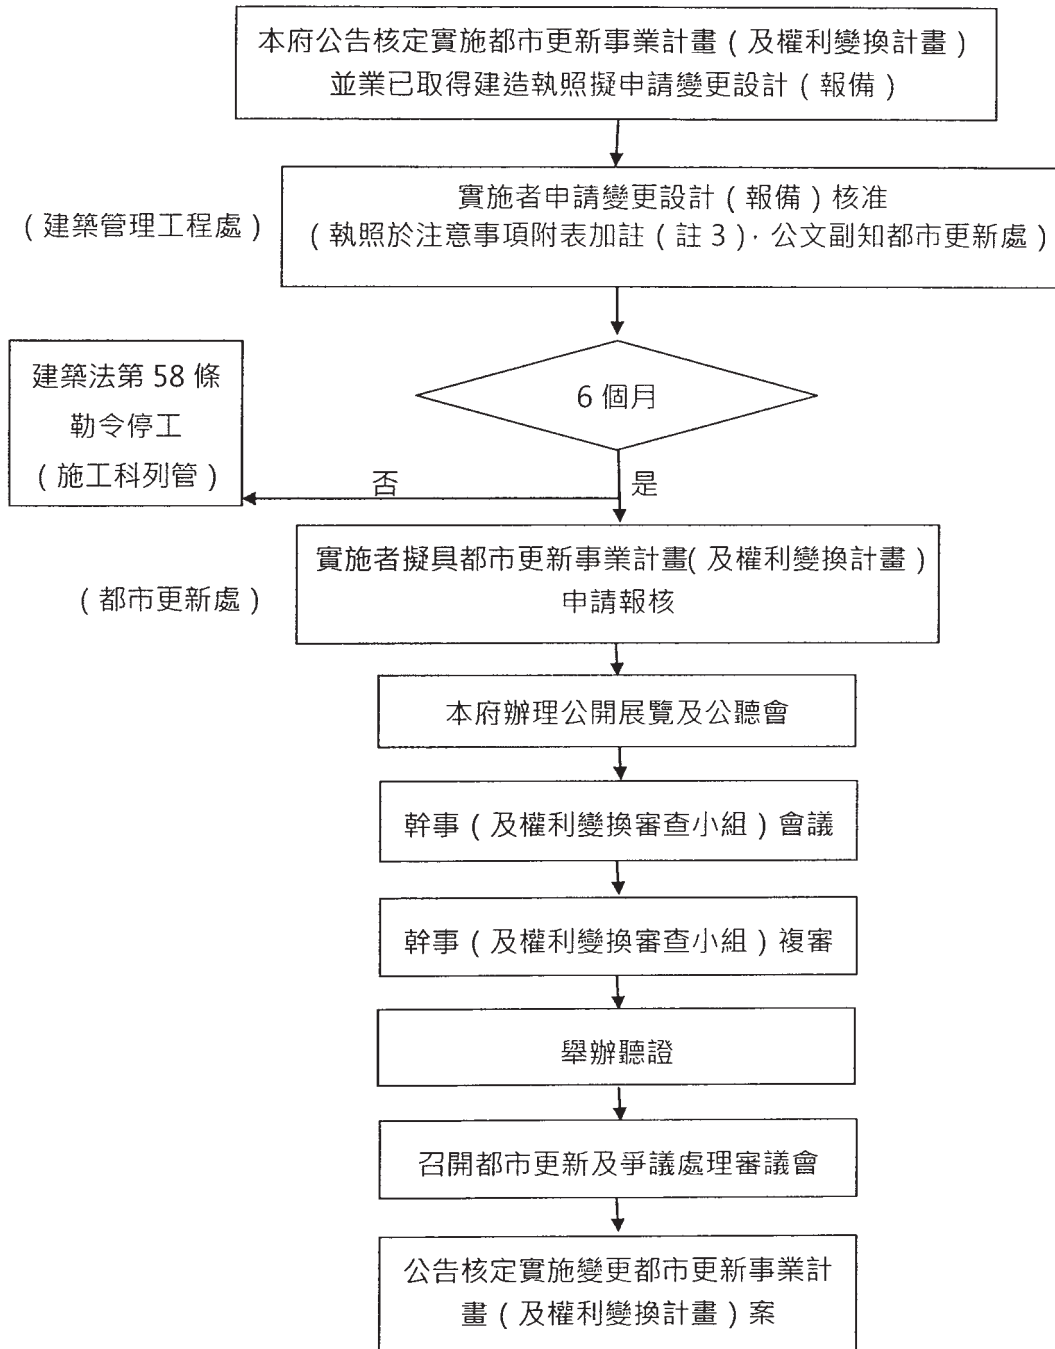 本府公告核定實施都市更新事業計畫(及權利變換計畫)
並業已取得建造執照擬申請變更設計(報備)
實施者申請變更設計(報備)核准
(建築管理工程處)
(執照於注意事項附表加註(註3)‧公文副知都市更新處)
6個月
建築法第58條
勒令停工
(施工科列管)
否
是
實施者擬具都市更新事業計畫(及權利變換計畫)
申請報核
(都市更新處)
本府辦理公開展覽及公聽會
幹事(及權利變換審查小組)會議
幹事(及權利變換審查小組)複審
舉辦聽證
召開都市更新及爭議處理審議會
公告核定實施變更都市更新事業計
畫(及權利變換計畫)案